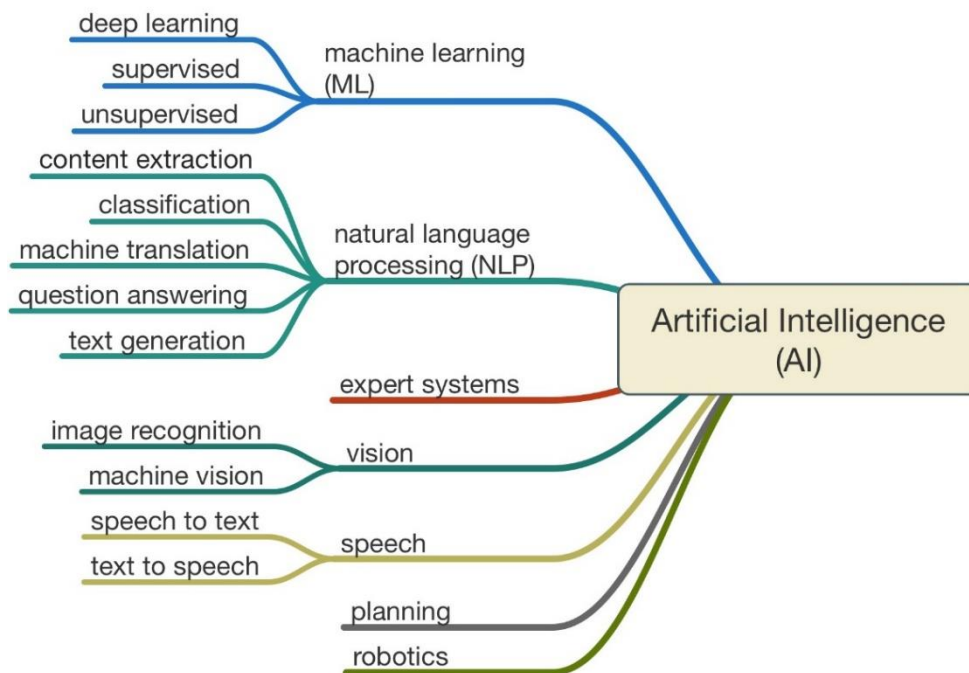 deep learning
supervised
unsupervised
machine learning
(ML)
content extraction
classification
machine translation
question answering
text generation
natural language
processing (NLP)
Artificial Intelligence
(AI)
expert systems
image recognition
machine vision
vision
speech to text
text to speech
speech
planning
robotics